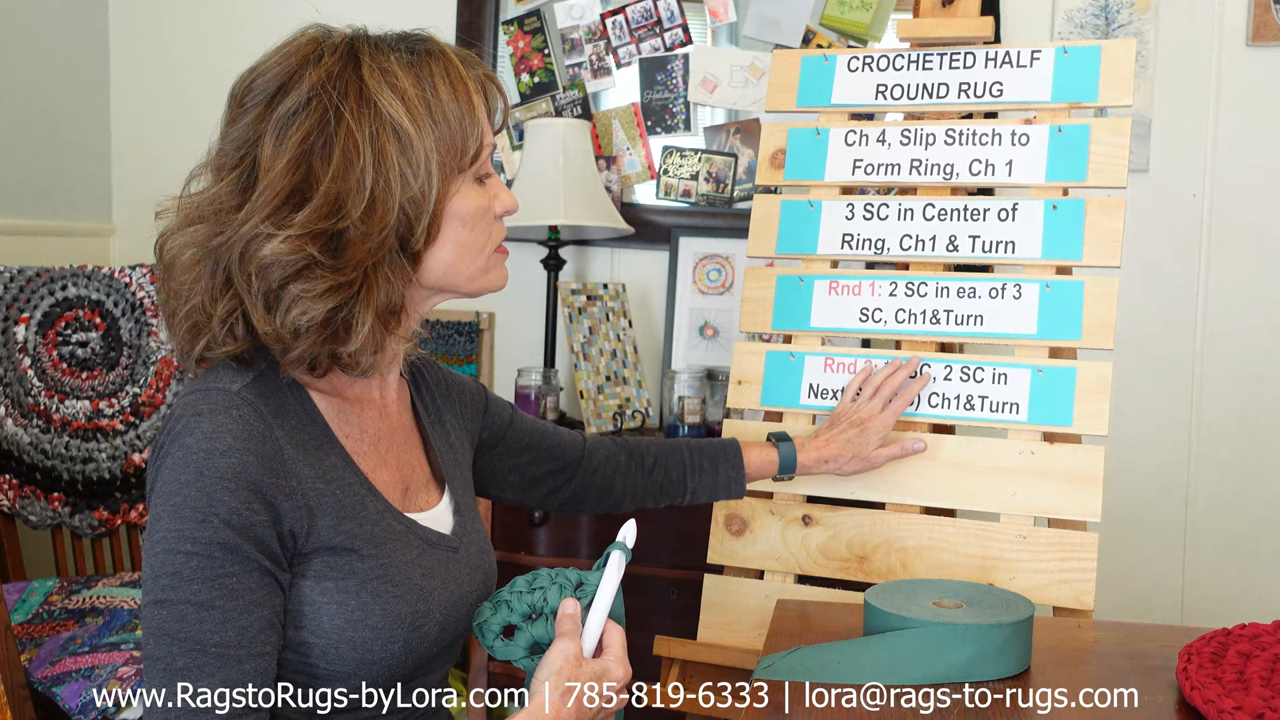 CROCHETED HALF
ROUND RUG
Ch 4, Slip Stitch to
Form Ring, Ch 1
3 SC in Center of
Ring, Ch1 & Turn
Rnd 1: 2 SC in ea. of 3
SC, Ch1&Turn
Rnd 2: SC, 2 SC in
Next Ch1&Turn
www.RagstoRugs-byLora.com | 785-819-6333 | lora@rags-to-rugs.com